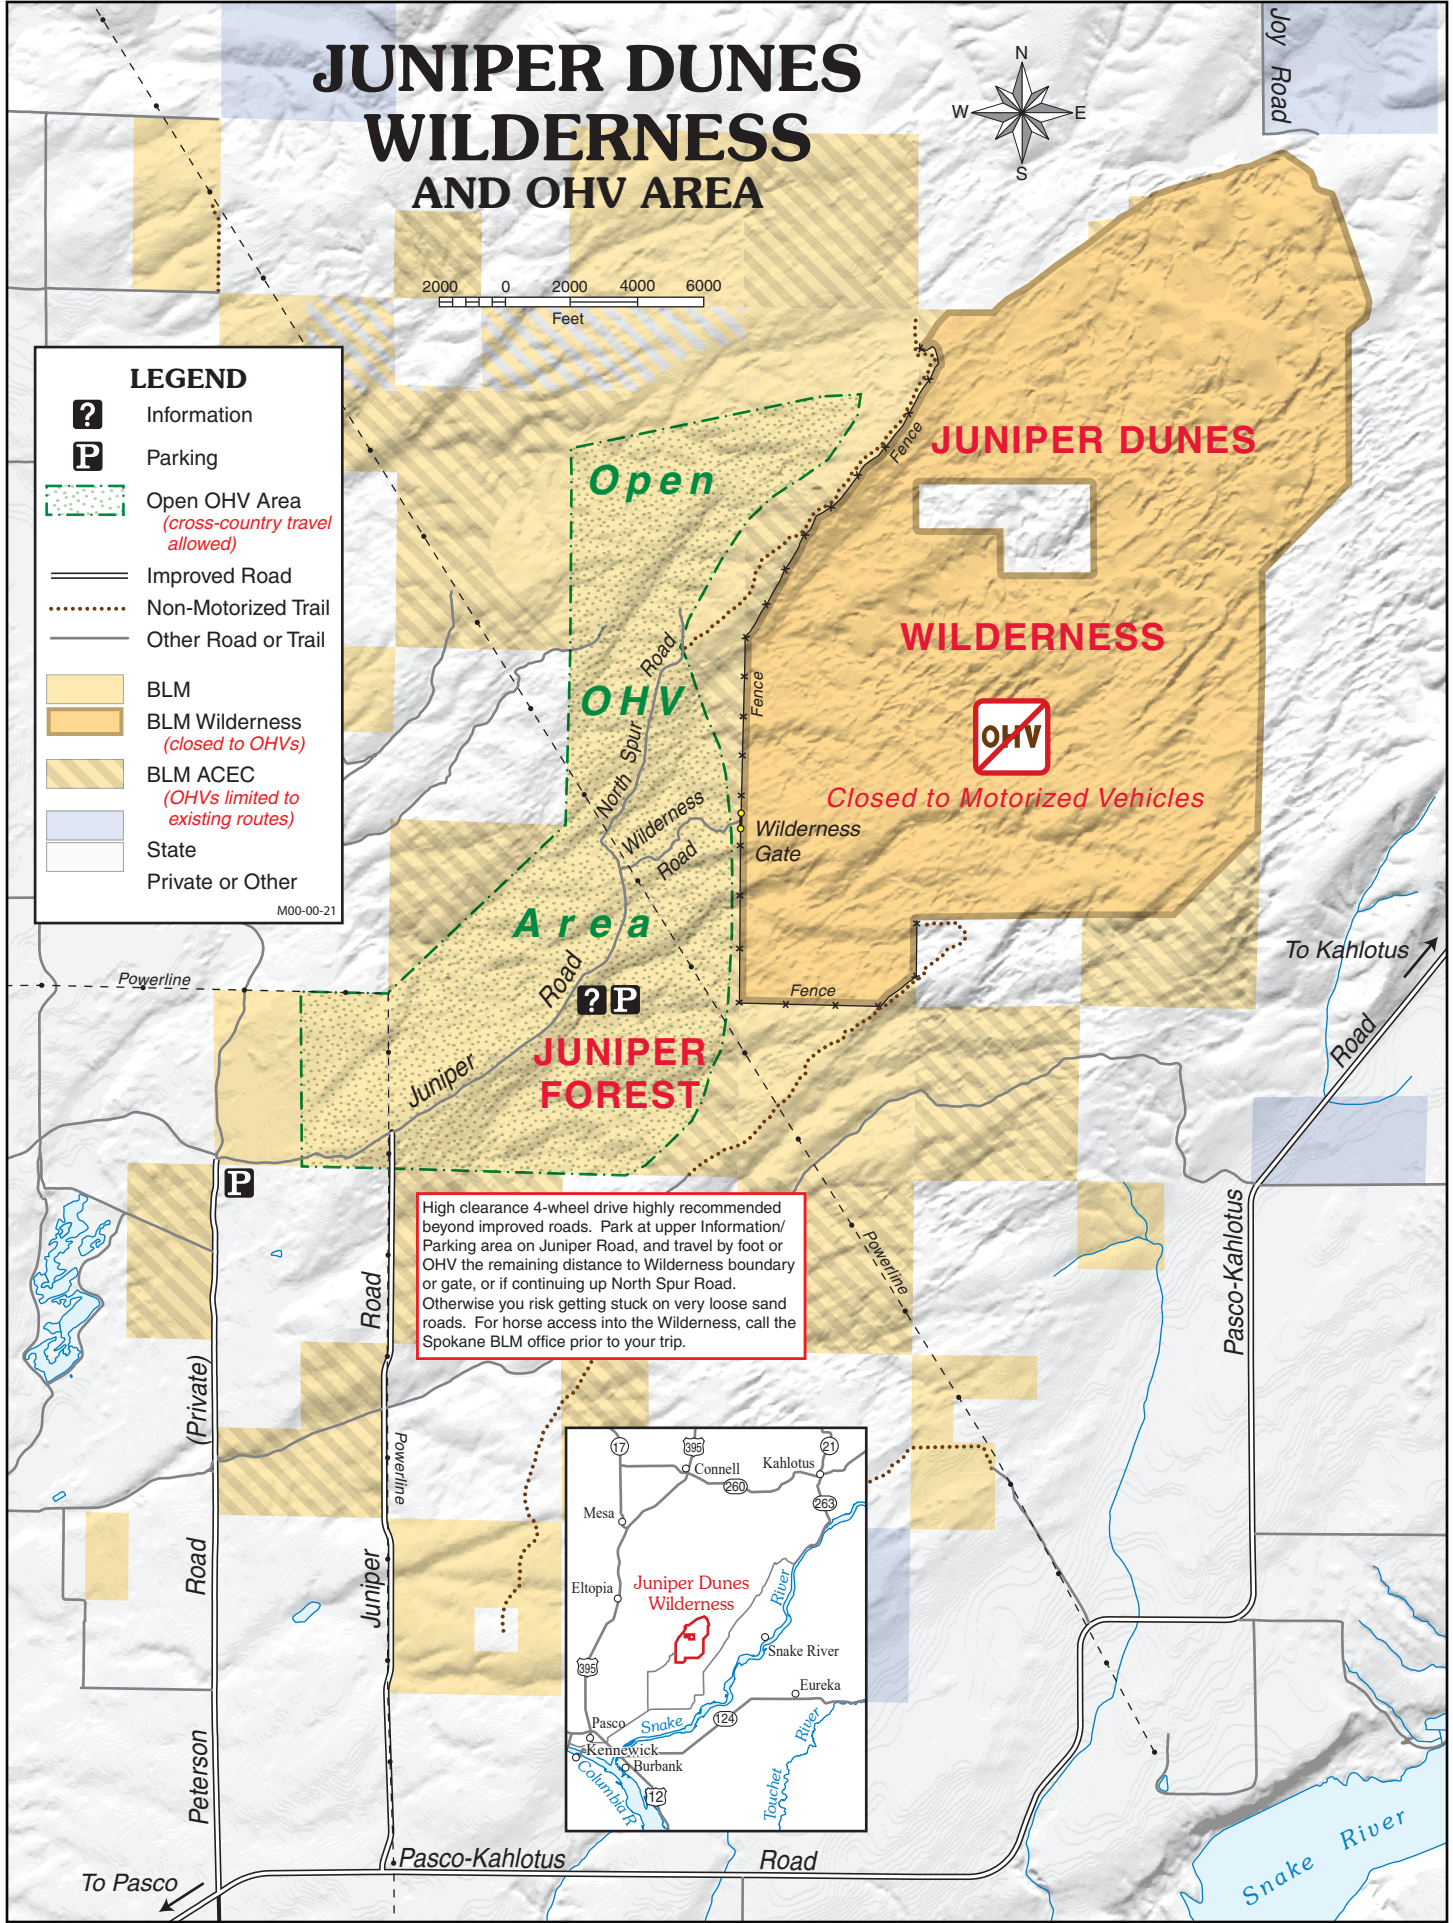 JUNIPER DUNES
WILDERNESS
AND OHV AREA
Joy Road
N
W
E
S
2000 0 2000 4000 6000
Feet
LEGEND
? Information
P Parking
Open OHV Area
(cross-country travel
allowed)
Improved Road
Non-Motorized Trail
Other Road or Trail
BLM
BLM Wilderness
(closed to OHVs)
BLM ACEC
(OHVs limited to
existing routes)
State
Private or Other
M00-00-21
Open
OHV
Area
Fence
JUNIPER DUNES
WILDERNESS
OHV
Closed to Motorized Vehicles
Fence
Wilderness
Gate
North Spur Road
Wilderness
Road
Fence
Powerline
Juniper Road
? P
JUNIPER
FOREST
To Kahlotus
Road
Pasco-Kahlotus
P
Powerline
High clearance 4-wheel drive highly recommended
beyond improved roads. Park at upper Information/
Parking area on Juniper Road, and travel by foot or
OHV the remaining distance to Wilderness boundary
or gate, or if continuing up North Spur Road.
Otherwise you risk getting stuck on very loose sand
roads. For horse access into the Wilderness, call the
Spokane BLM office prior to your trip.
Peterson Road (Private)
Juniper Road
Powerline
17
395
21
Connell
Kahlotus
260
263
Mesa
Eltopia
Juniper Dunes
Wilderness
River
Snake River
395
Eureka
Pasco
Snake
124
Kennewick
Burbank
Columbia R
12
Touchet River
Pasco-Kahlotus Road
To Pasco
Snake River